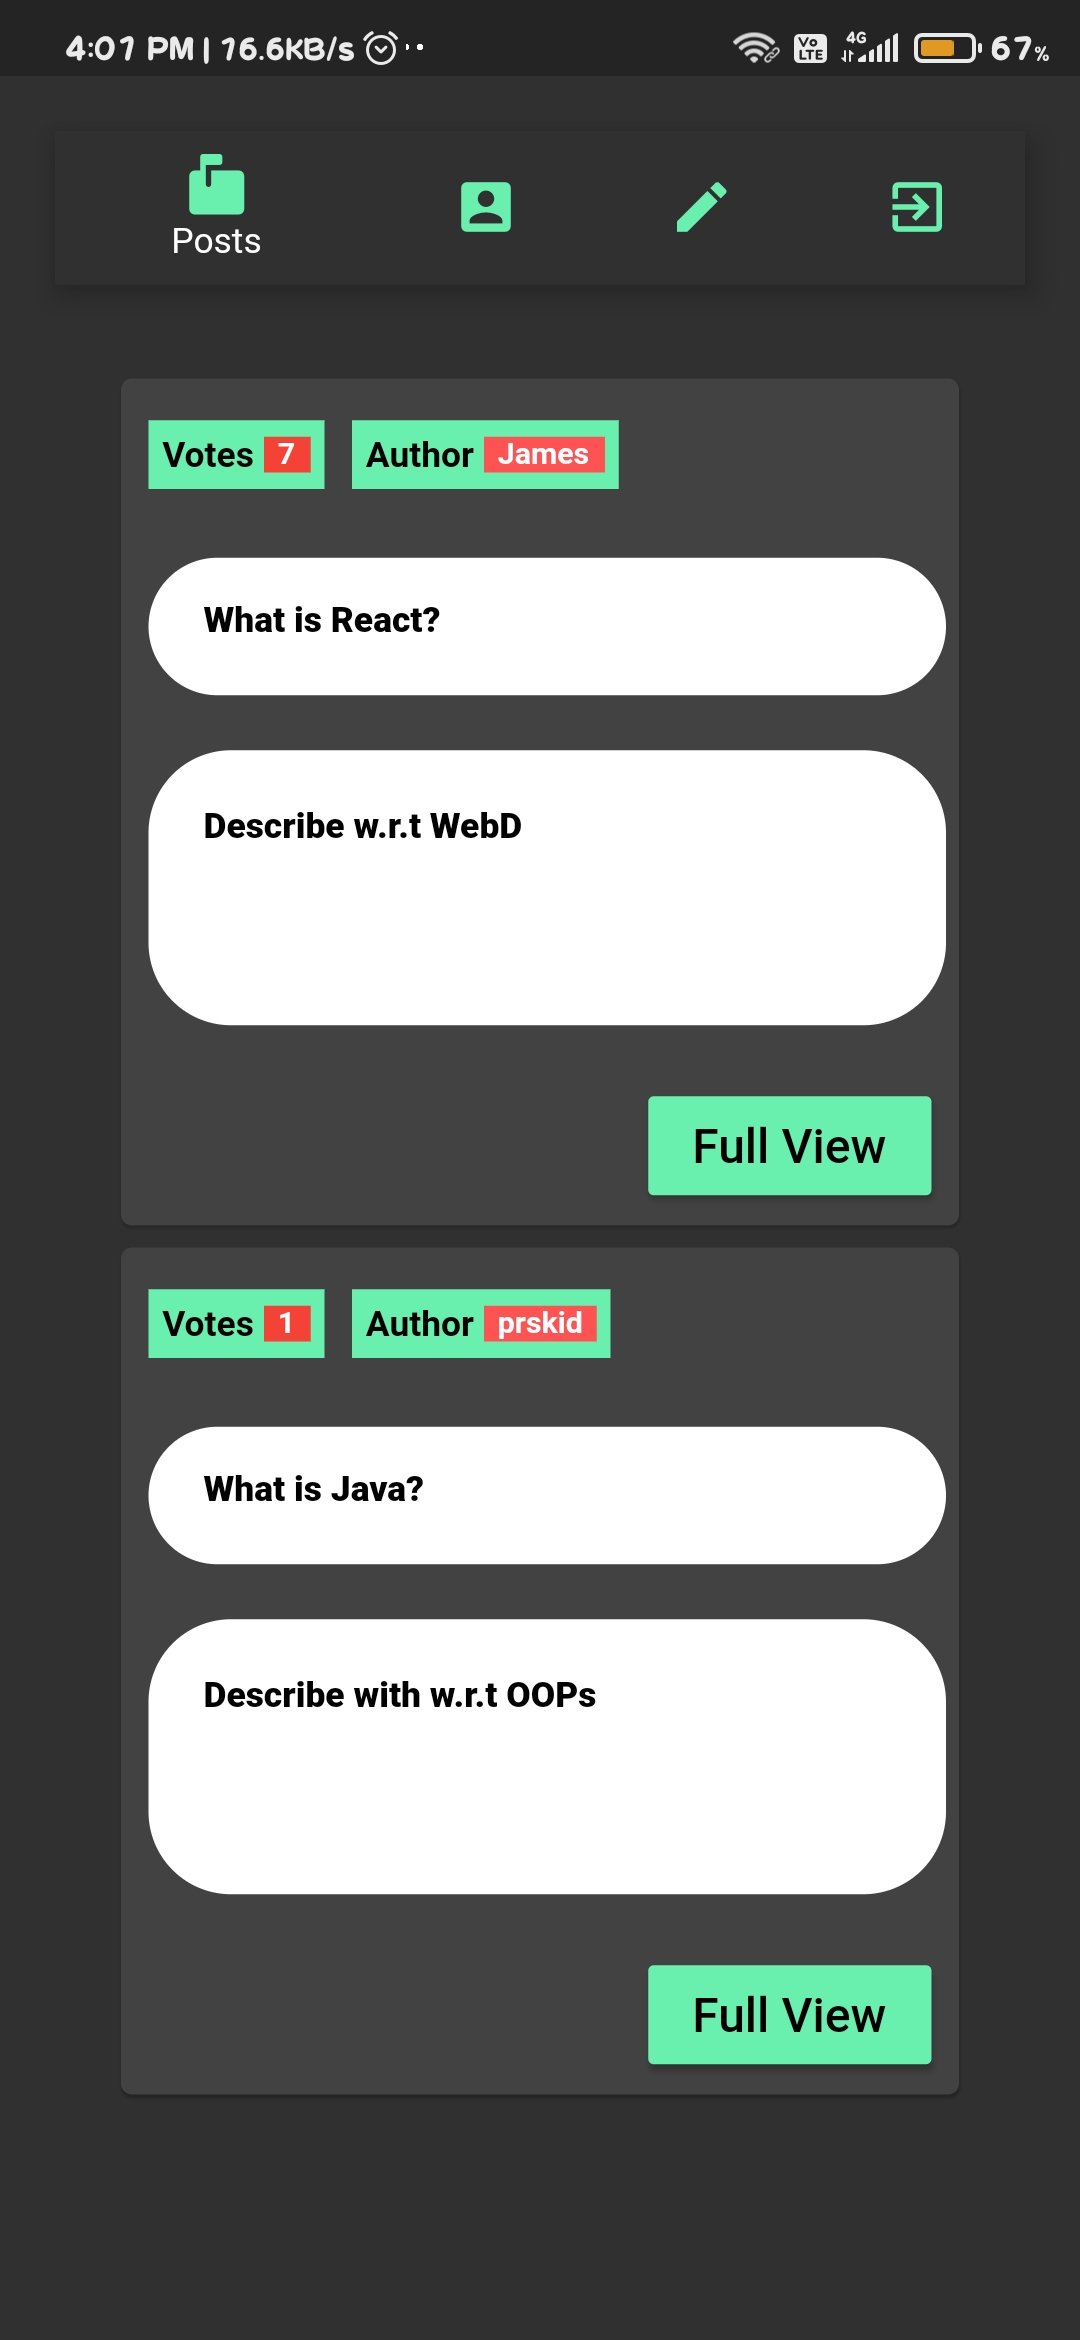 4:01 PM | 16.6KB/s
Vo LTE 4G 67%
Posts
Votes 7 Author James
What is React?
Describe w.r.t WebD
Full View
Votes 1 Author prskid
What is Java?
Describe with w.r.t OOPs
Full View